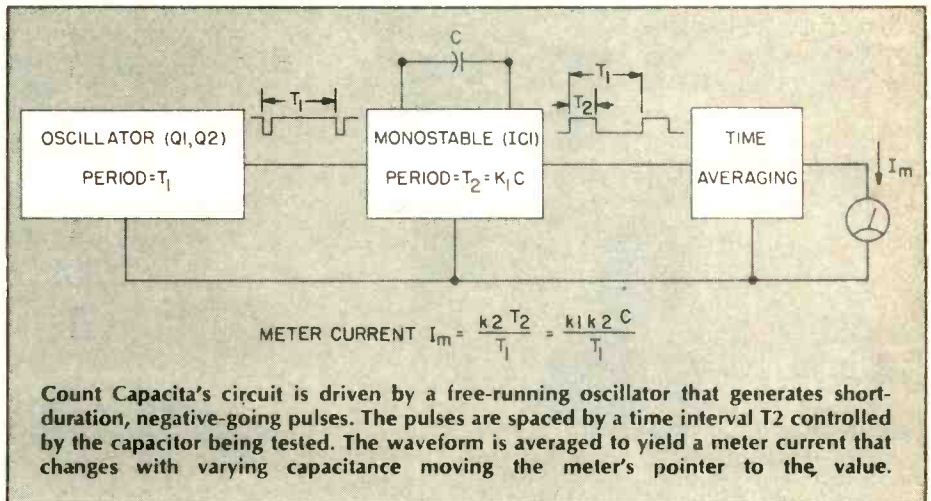 C
T₁
T₁
T₂
OSCILLATOR (Q1,Q2)
PERIOD=T₁
MONOSTABLE (IC1)
PERIOD=T₂=K₁C
TIME
AVERAGING
Iₘ
METER CURRENT Iₘ = k2 T₂ / T₁ = k1k2 C / T₁
Count Capacita's circuit is driven by a free-running oscillator that generates short-
duration, negative-going pulses. The pulses are spaced by a time interval T2 controlled
by the capacitor being tested. The waveform is averaged to yield a meter current that
changes with varying capacitance moving the meter's pointer to the value.